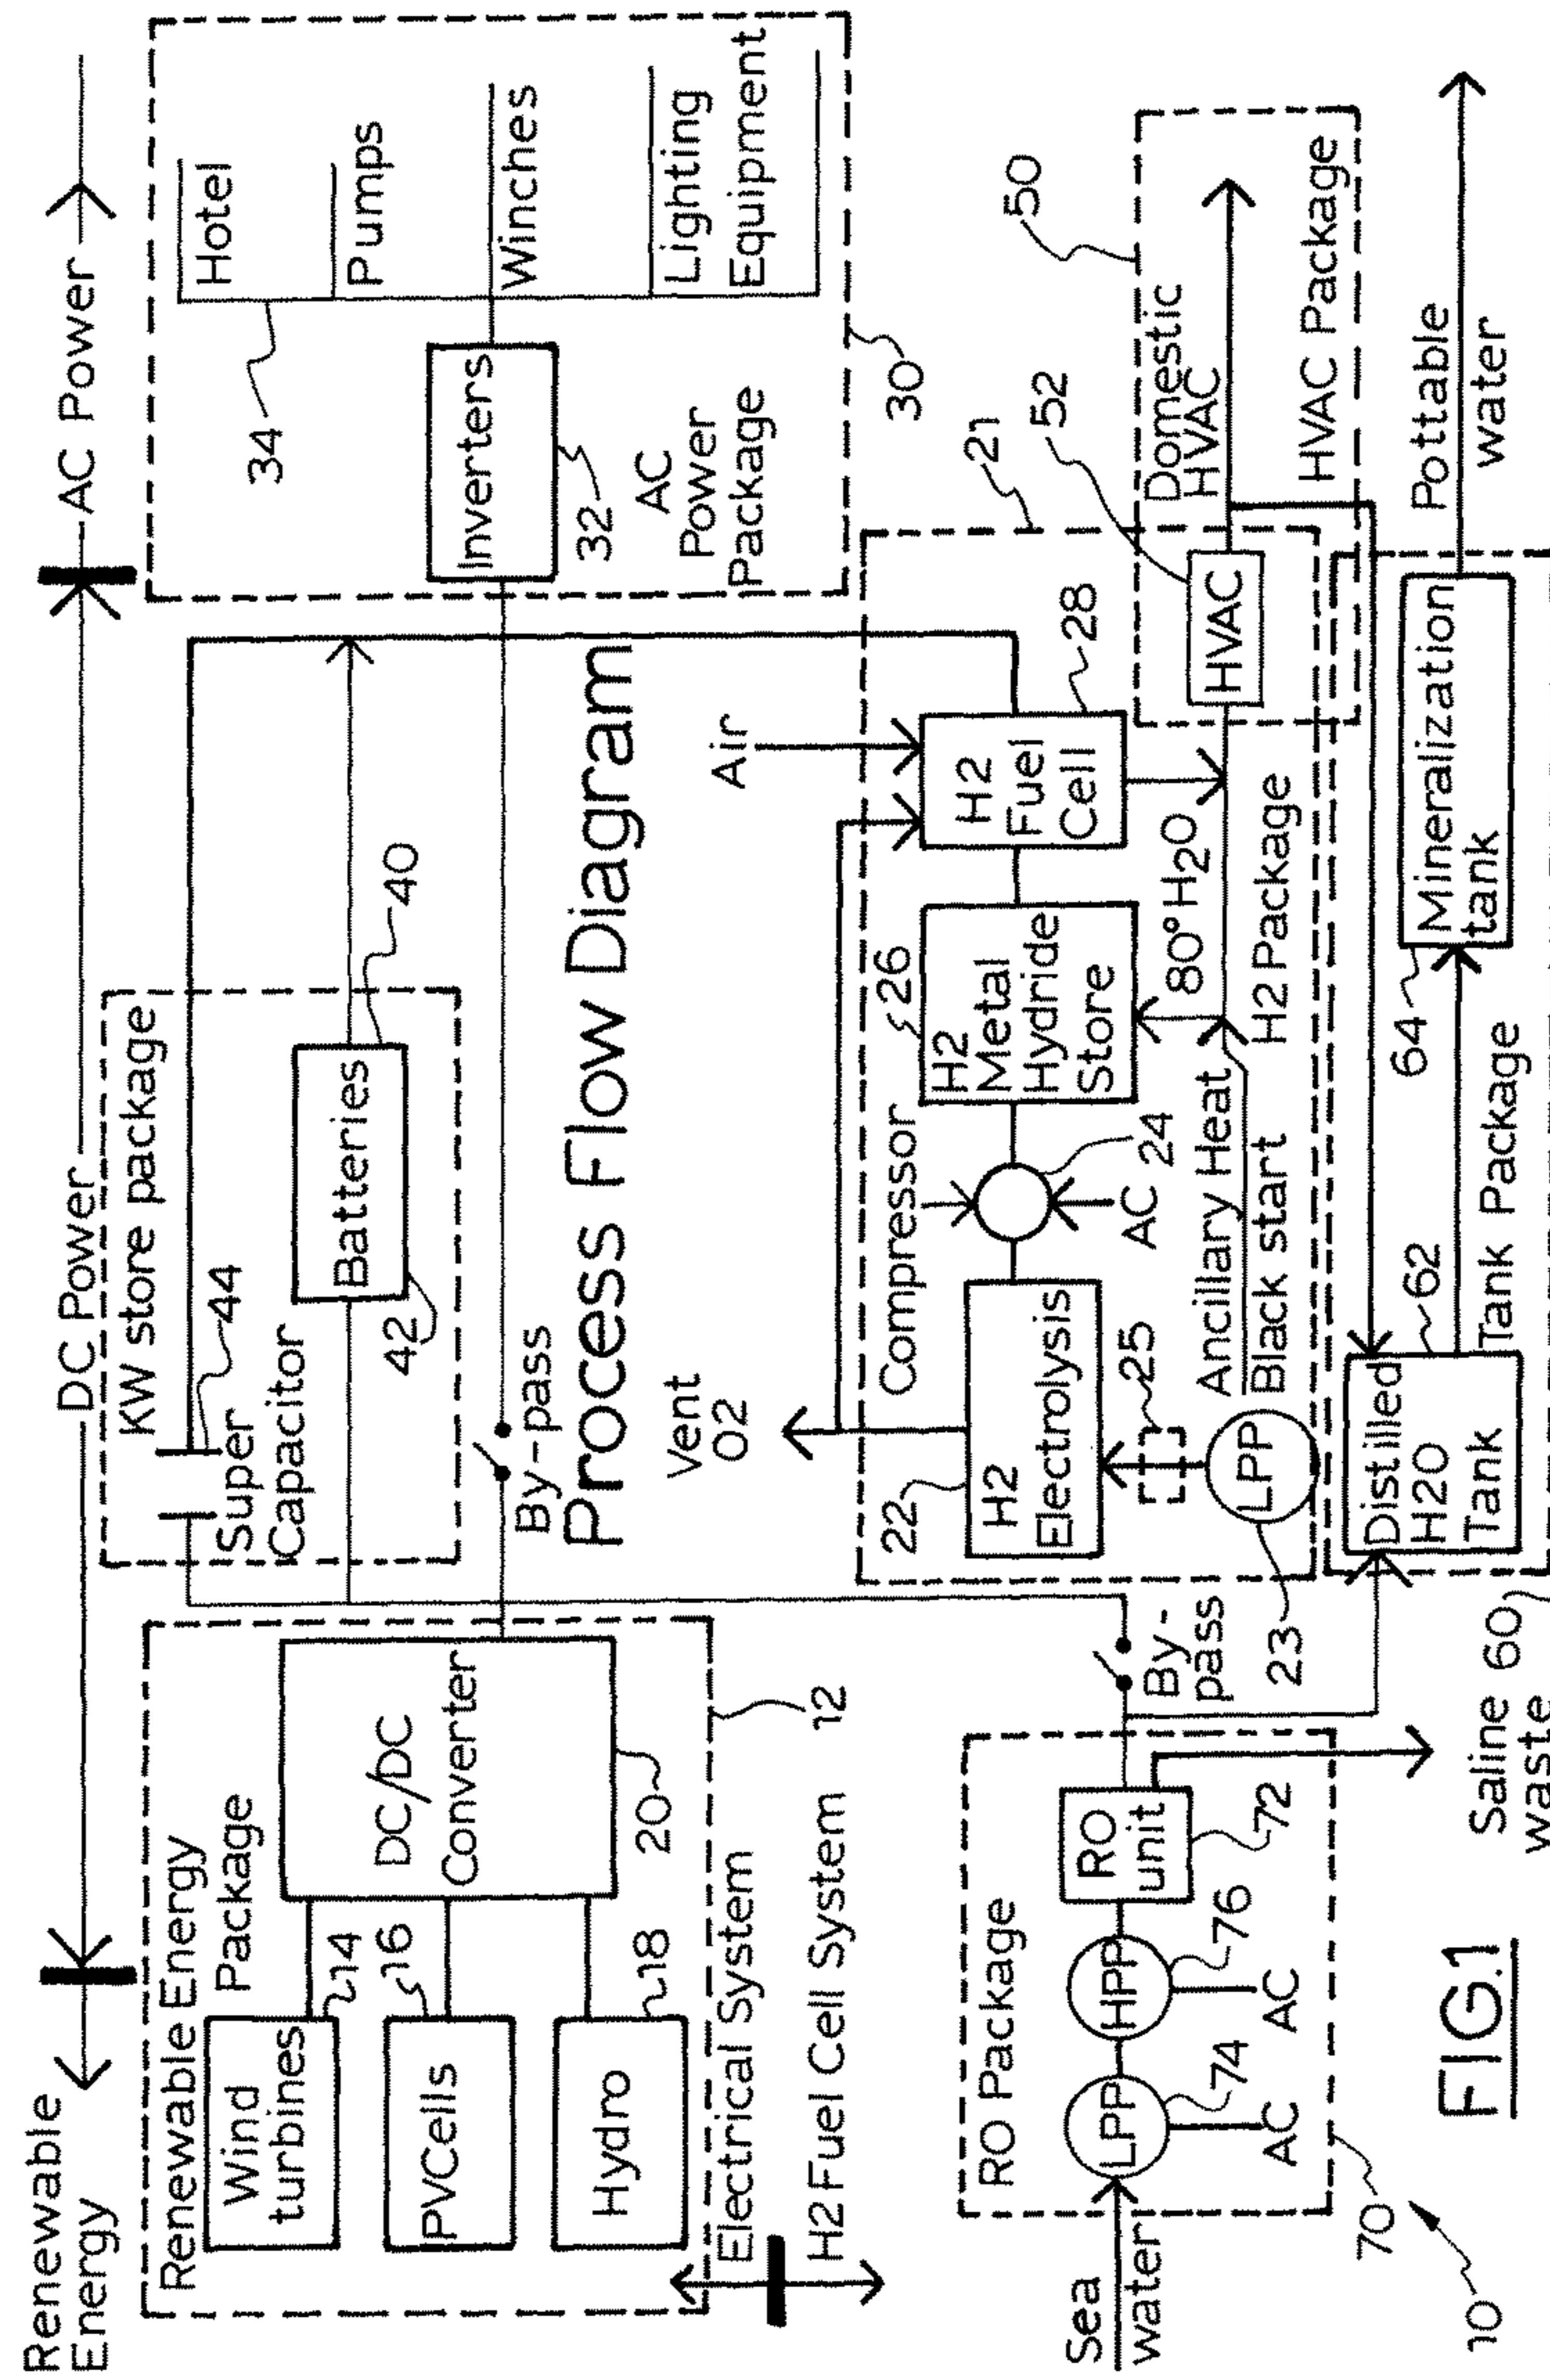 Renewable
Energy
DC Power
AC Power
Renewable Energy
Package
Wind
turbines
14
PVCells
16
Hydro
18
DC/DC
Converter
20
12
KW store package
Super
Capacitor
44
Batteries
42
40
By-pass
Inverters
32
AC
Power
Package
34
Hotel
Pumps
Winches
Lighting
Equipment
30
Electrical System
H2 Fuel Cell System
Process Flow Diagram
Vent
O2
Air
21
22
H2
Electrolysis
Compressor
AC
24
26
H2
Metal
Hydride
Store
H2
Fuel
Cell
28
25
LPP
23
Ancillary Heat
Black start
80° H2O
H2 Package
50
52
HVAC
Domestic
HVAC
HVAC Package
RO Package
Sea
water
LPP
74
AC
HPP
76
AC
RO
unit
72
By-
pass
70
Saline
waste
60
Distilled
H2O
Tank
62
Tank Package
64
Mineralization
tank
Pottable
water
10
FIG.1